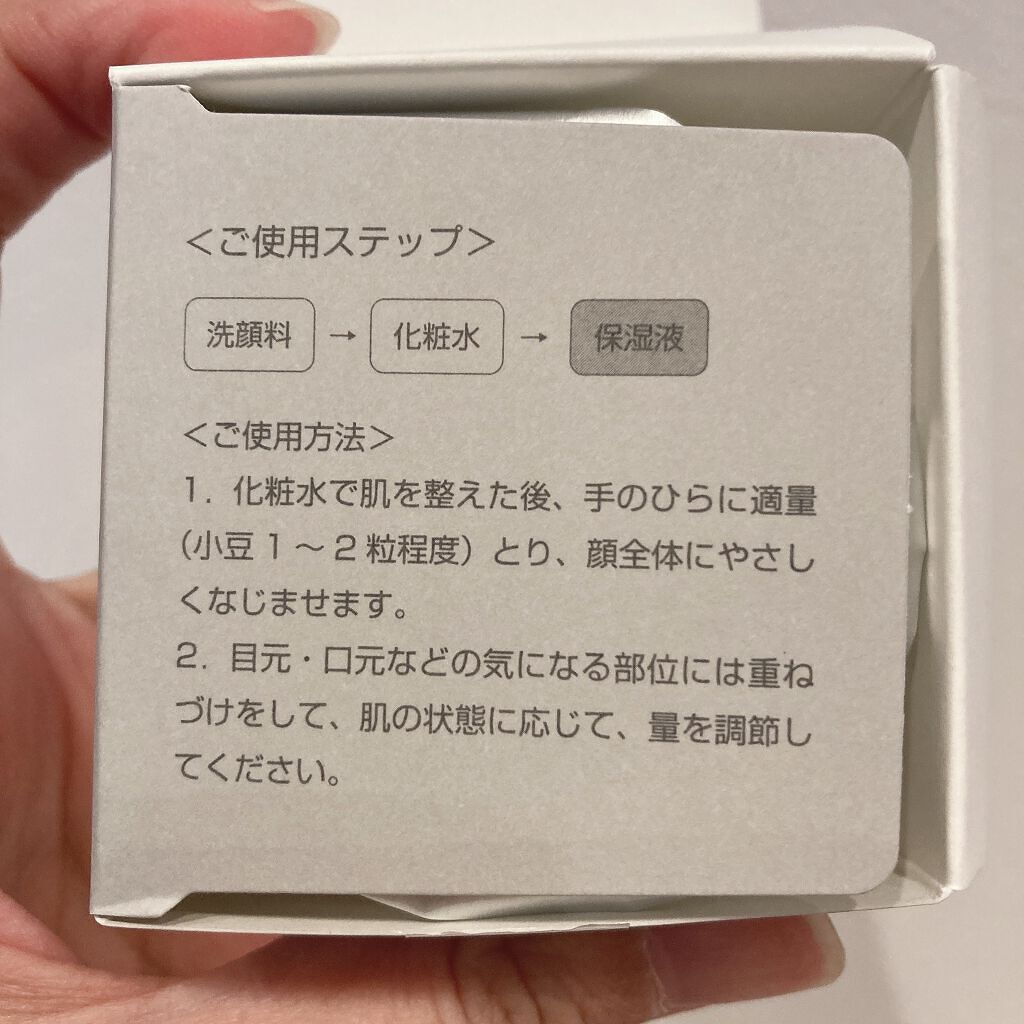 ＜ご使用ステップ＞
洗顔料 → 化粧水 → 保湿液
＜ご使用方法＞
1. 化粧水で肌を整えた後、手のひらに適量
（小豆1～2粒程度）とり、顔全体にやさし
くなじませます。
2. 目元・口元などの気になる部位には重ね
づけをして、肌の状態に応じて、量を調節し
てください。